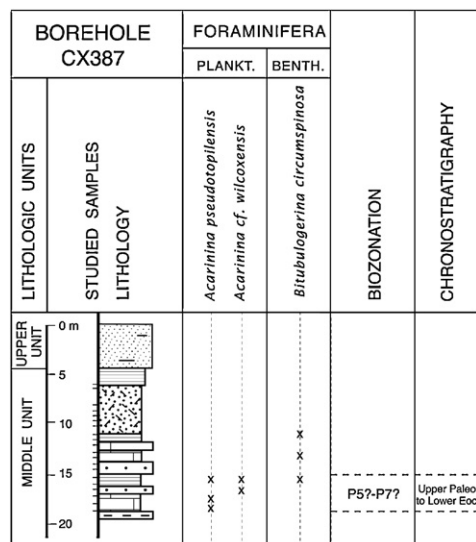 BOREHOLE
CX387
FORAMINIFERA
PLANKT.
BENTH.
LITHOLOGIC UNITS
STUDIED SAMPLES
LITHOLOGY
Acarinina pseudotopilensis
Acarinina cf. wilcoxensis
Bitubulogerina circumspinosa
BIOZONATION
CHRONOSTRATIGRAPHY
UPPER
UNIT
MIDDLE UNIT
0 m
5
10
15
20
x
x
x
x x x
x
x
x
P5?-P7?
Upper Paleo
to Lower Eoc